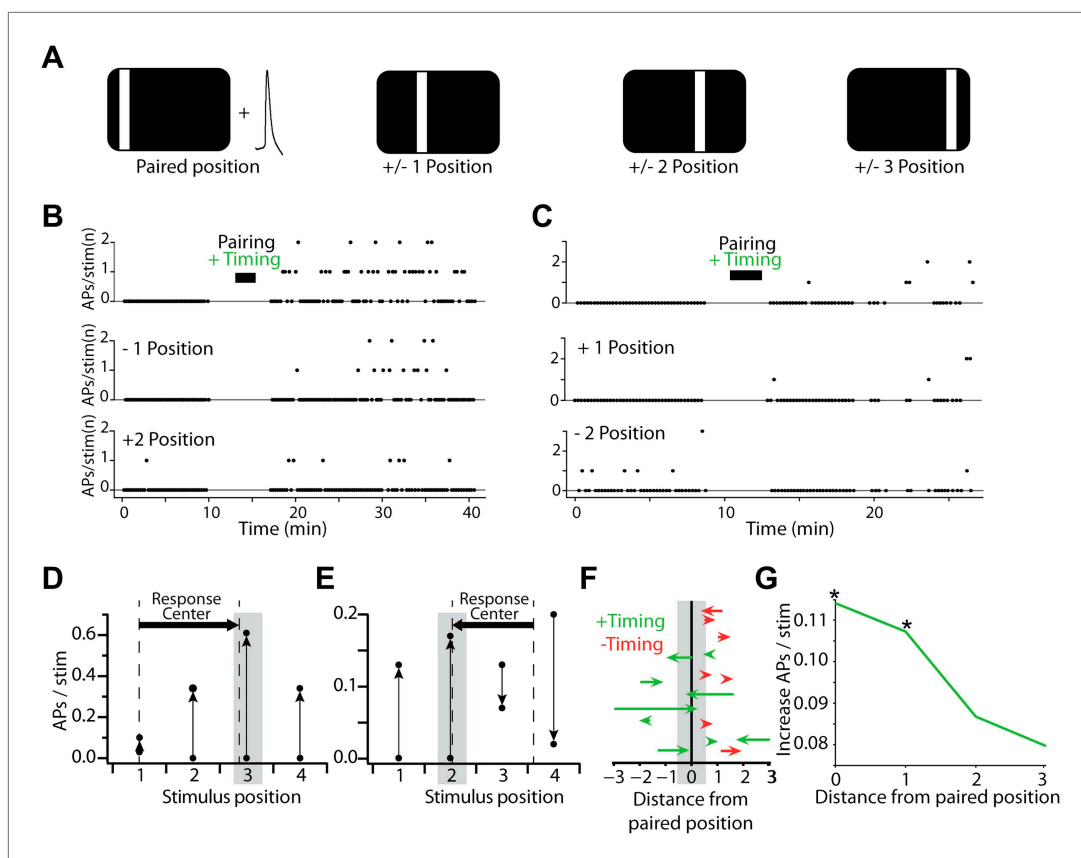 A
+
Paired position
+/- 1 Position
+/- 2 Position
+/- 3 Position
B
APs/stim(n)
2
1
0
Pairing
+ Timing
- 1 Position
APs/stim(n)
2
1
0
+2 Position
APs/stim(n)
2
1
0
0 10 20 30 40
Time (min)
C
2
1
0
Pairing
+ Timing
+ 1 Position
2
1
0
- 2 Position
2
1
0
0 10 20
Time (min)
D
Response
Center
APs / stim
0.6
0.4
0.2
0.0
1 2 3 4
Stimulus position
E
Response
Center
0.2
0.1
0.0
1 2 3 4
Stimulus position
F
+Timing
-Timing
-3 -2 -1 0 1 2 3
Distance from
paired position
G
Increase APs / stim
0.11
0.10
0.09
0.08
* *
0 1 2 3
Distance from paired position